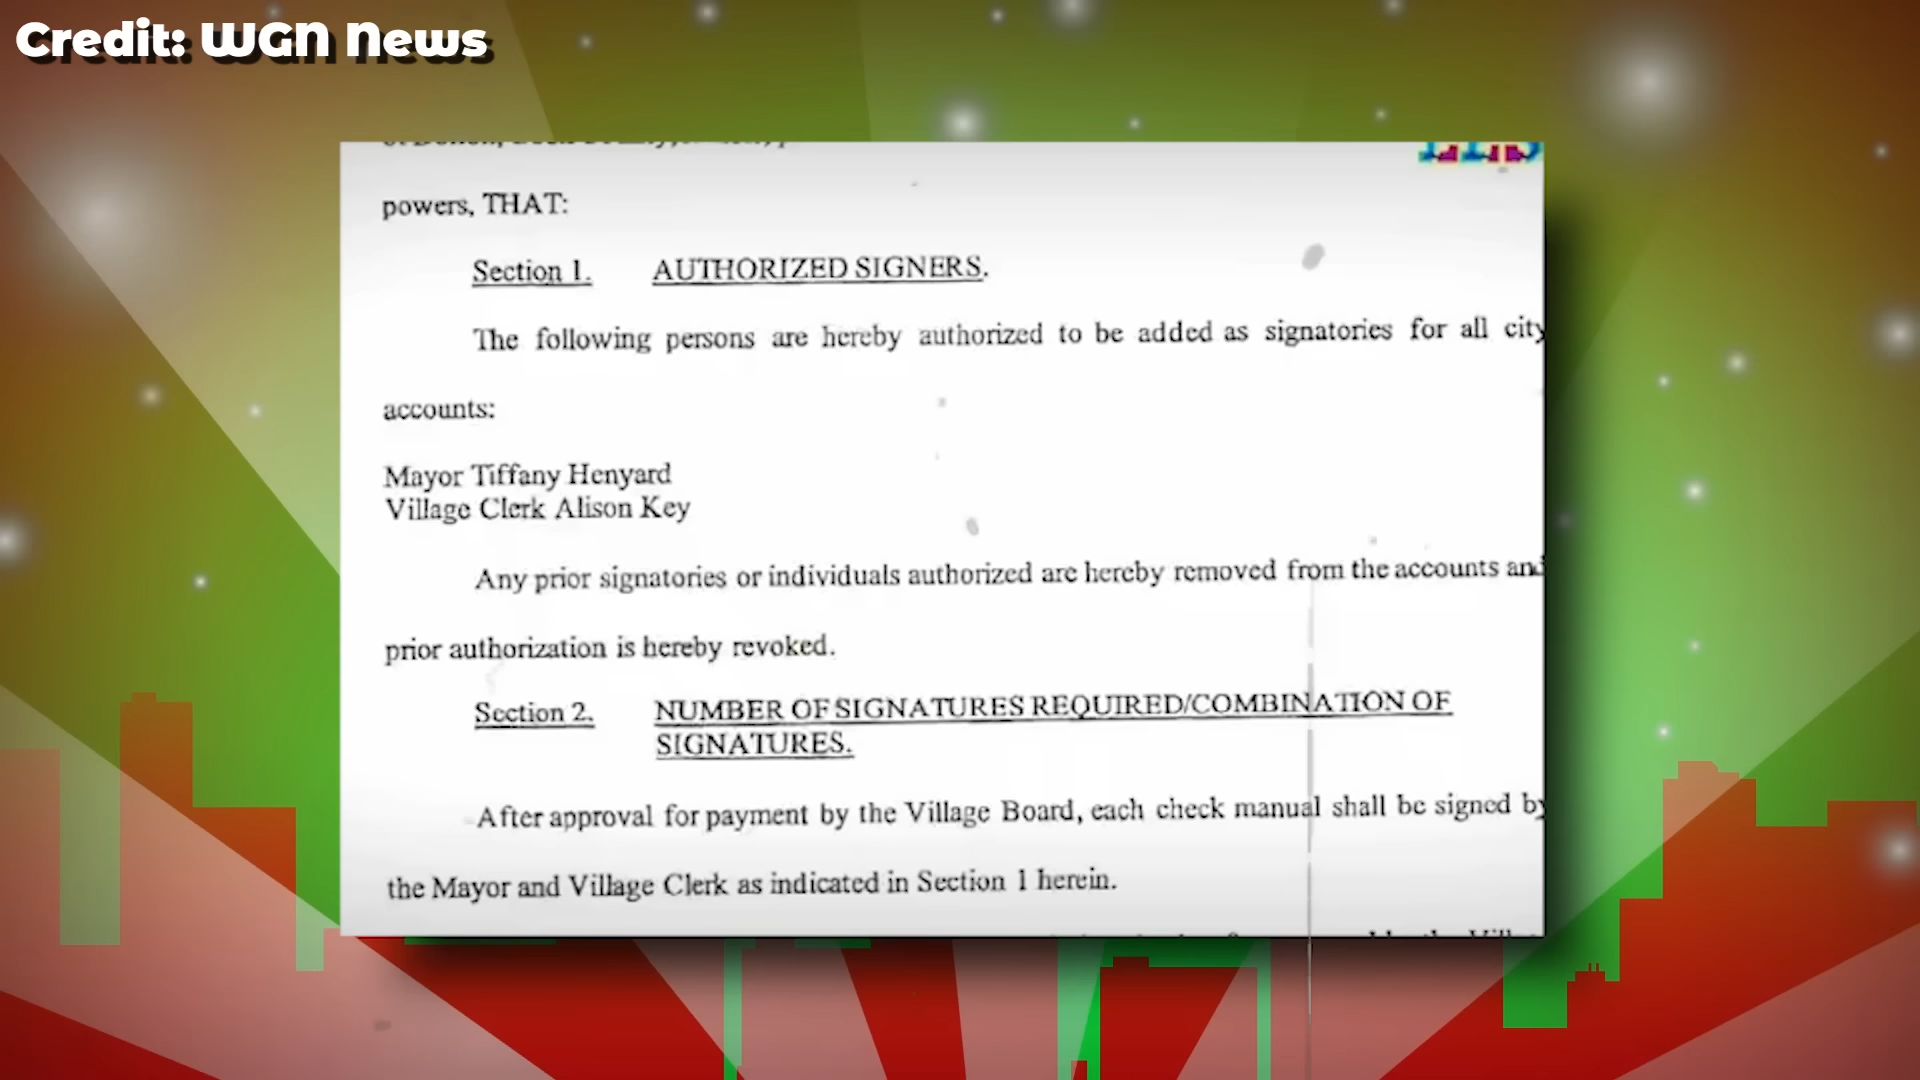 Credit: WGN News
powers, THAT:
Section 1. AUTHORIZED SIGNERS.
The following persons are hereby authorized to be added as signatories for all city
accounts:
Mayor Tiffany Henyard
Village Clerk Alison Key
Any prior signatories or individuals authorized are hereby removed from the accounts and
prior authorization is hereby revoked.
Section 2. NUMBER OF SIGNATURES REQUIRED/COMBINATION OF
SIGNATURES.
After approval for payment by the Village Board, each check manual shall be signed by
the Mayor and Village Clerk as indicated in Section 1 herein.